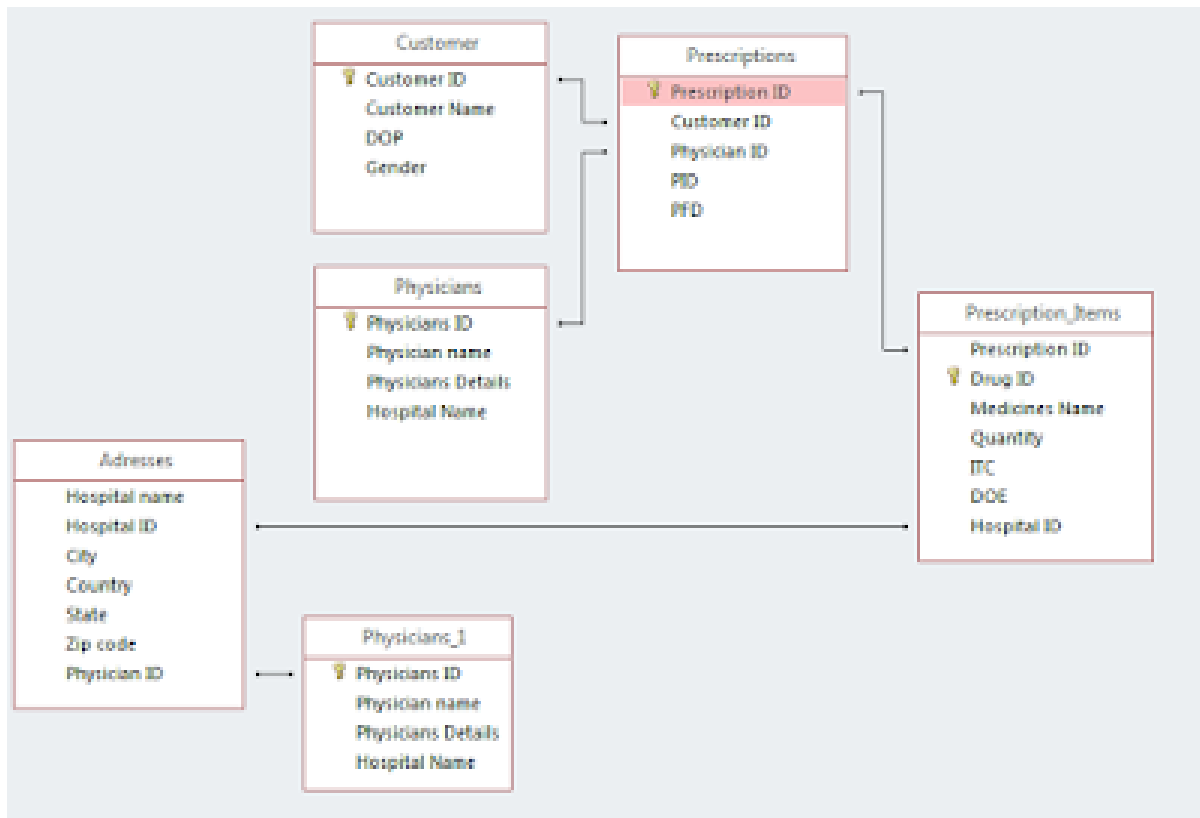 Customer
Customer ID
Customer Name
DOP
Gender
Prescriptions
Prescription ID
Customer ID
Physician ID
PID
PFD
Physicians
Physicians ID
Physician name
Physicians Details
Hospital Name
Prescription_Items
Prescription ID
Drug ID
Medicines Name
Quantity
ITC
DOE
Hospital ID
Adresses
Hospital name
Hospital ID
City
Country
State
Zip code
Physician ID
Physicians_1
Physicians ID
Physician name
Physicians Details
Hospital Name